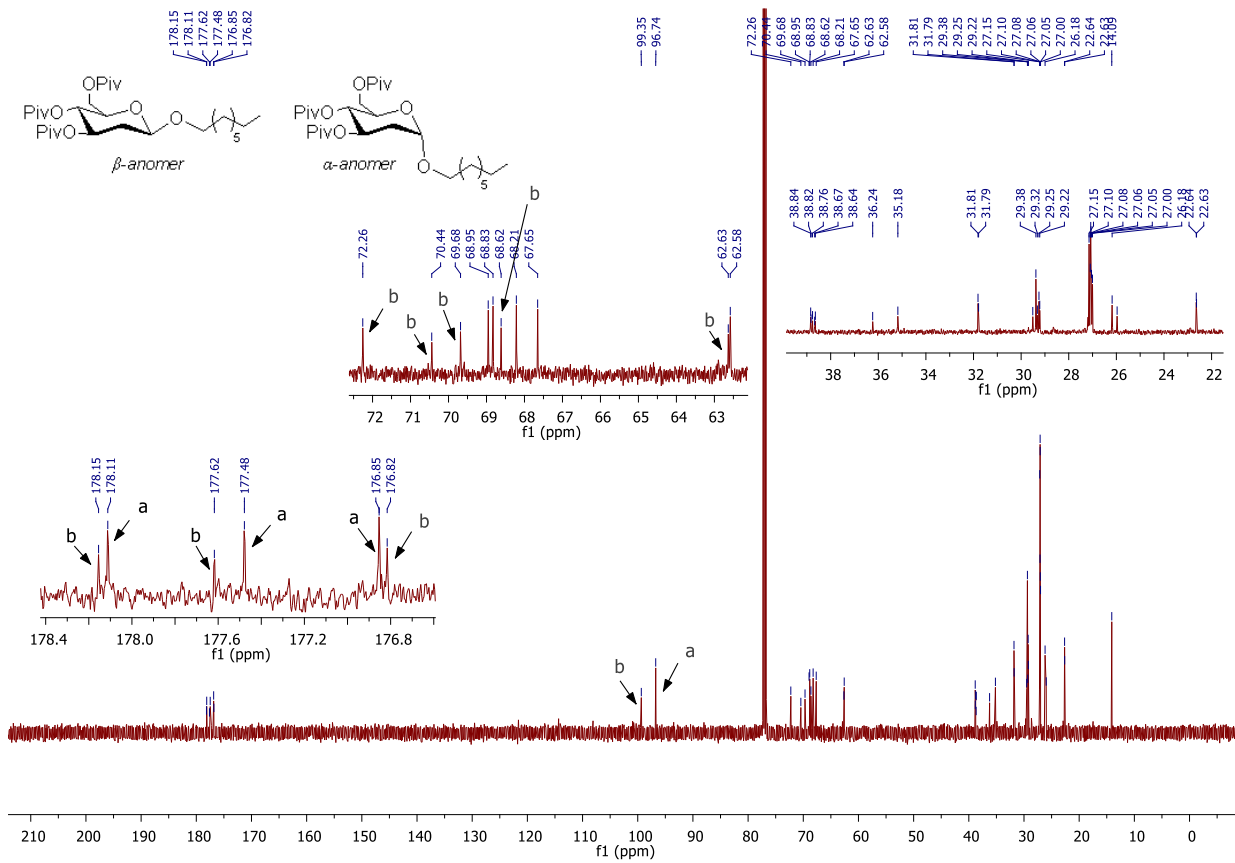 178.15
178.11
177.62
177.48
176.85
176.82
99.35
96.74
72.26
70.44
69.68
68.95
68.83
68.62
68.21
67.65
62.63
62.58
31.81
31.79
29.38
29.25
29.22
27.15
27.10
27.08
27.06
27.05
27.00
26.18
22.64
22.63
14.09
OPiv
PivO
PivO
O
O
5
β-anomer
OPiv
PivO
PivO
O
O
5
α-anomer
72.26
70.44
69.68
68.95
68.83
68.62
68.21
67.65
62.63
62.58
b
b
b
b
b
72 71 70 69 68 67 66 65 64 63
f1 (ppm)
38.84
38.82
38.76
38.67
38.64
36.24
35.18
31.81
31.79
29.38
29.32
29.25
29.22
27.15
27.10
27.08
27.06
27.05
27.00
26.18
22.64
22.63
38 36 34 32 30 28 26 24 22
f1 (ppm)
178.15
178.11
177.62
177.48
176.85
176.82
b
a
b
a
a
b
178.4 178.0 177.6 177.2 176.8
f1 (ppm)
b
a
210 200 190 180 170 160 150 140 130 120 110 100 90 80 70 60 50 40 30 20 10 0
f1 (ppm)